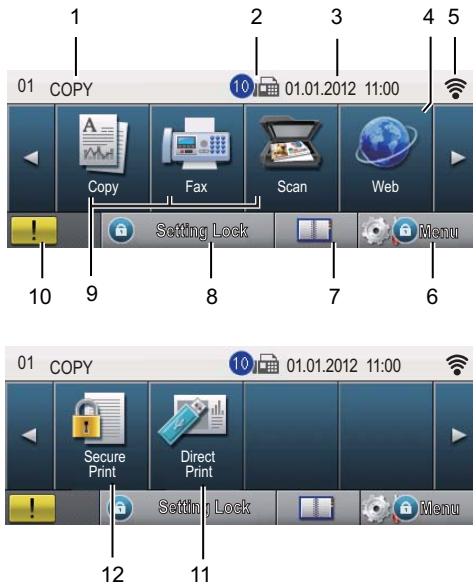 1 2 3 4 5
01 COPY 10 01.01.2012 11:00
A
Copy Fax Scan Web
! Setting Lock Menu
10 9 8 7 6
01 COPY 10 01.01.2012 11:00
Secure Print Direct Print
! Setting Lock Menu
12 11